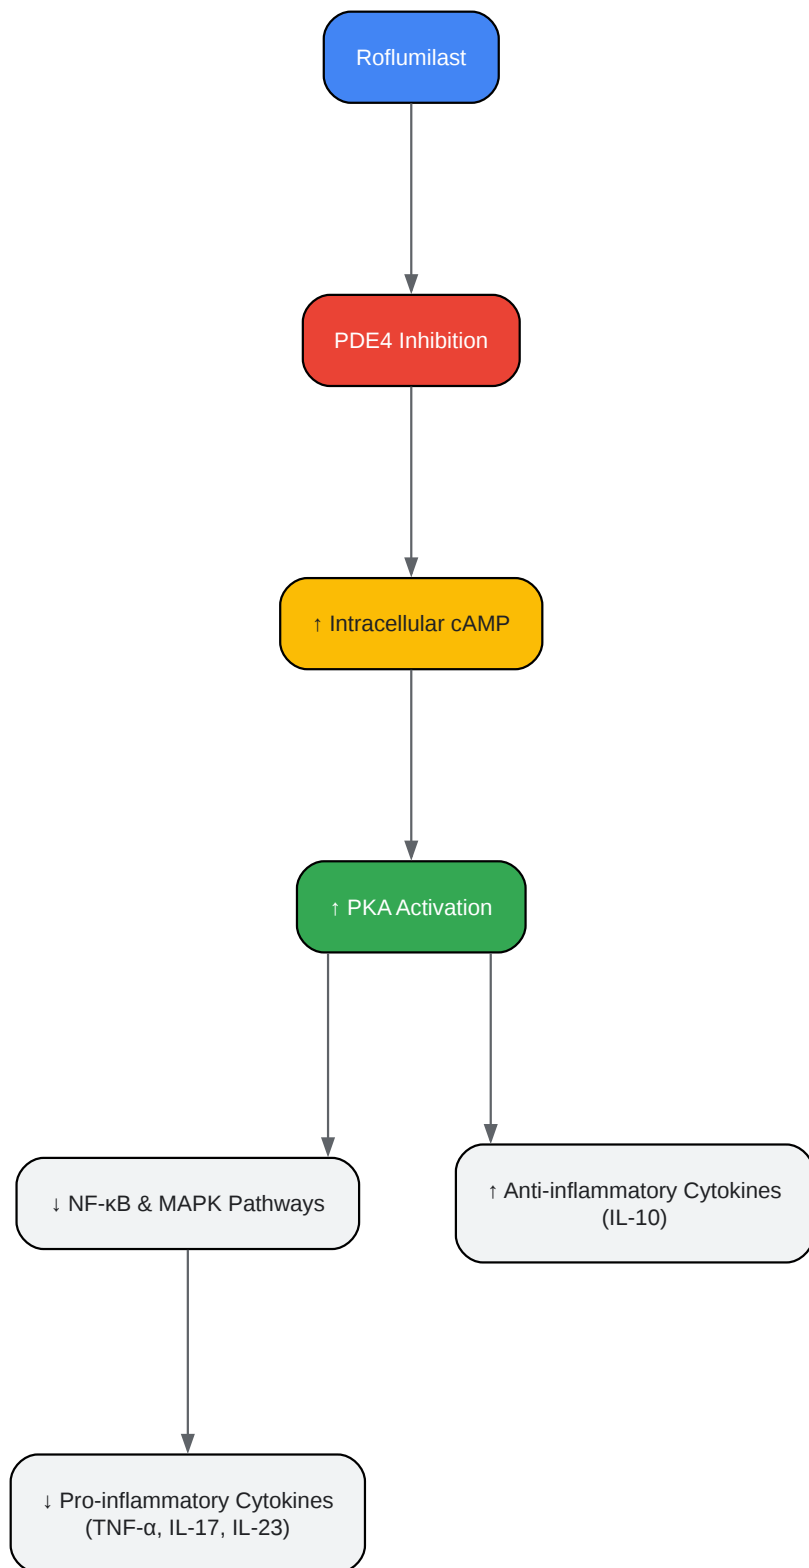 Roflumilast
PDE4 Inhibition
↑ Intracellular cAMP
↑ PKA Activation
↓ NF-κB & MAPK Pathways
↑ Anti-inflammatory Cytokines
(IL-10)
↓ Pro-inflammatory Cytokines
(TNF-α, IL-17, IL-23)